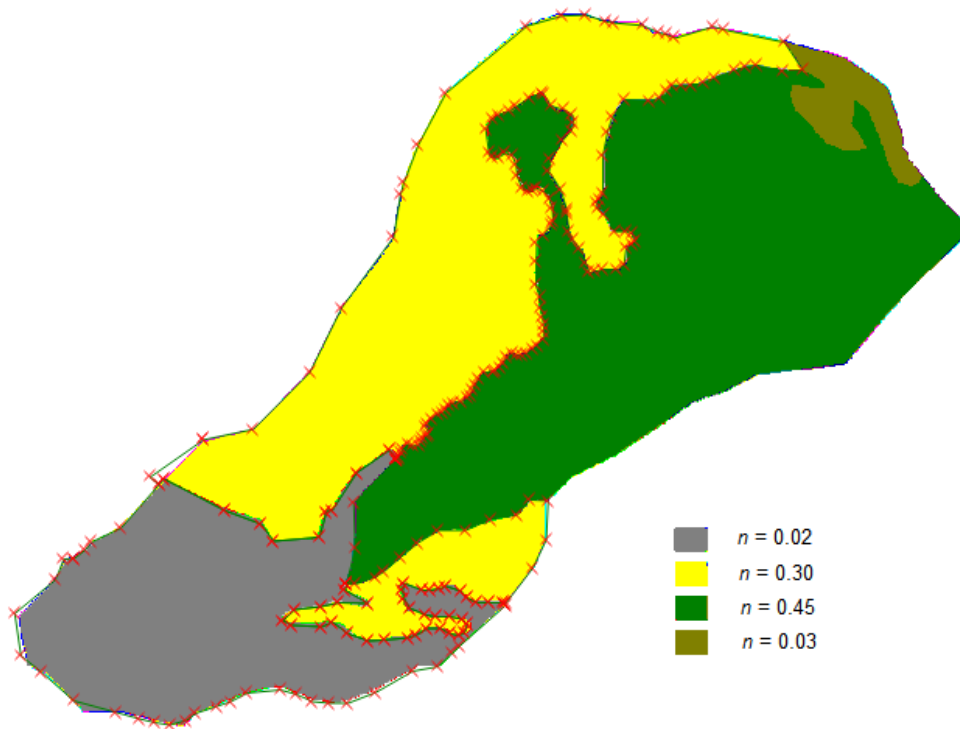 n = 0.02
n = 0.30
n = 0.45
n = 0.03